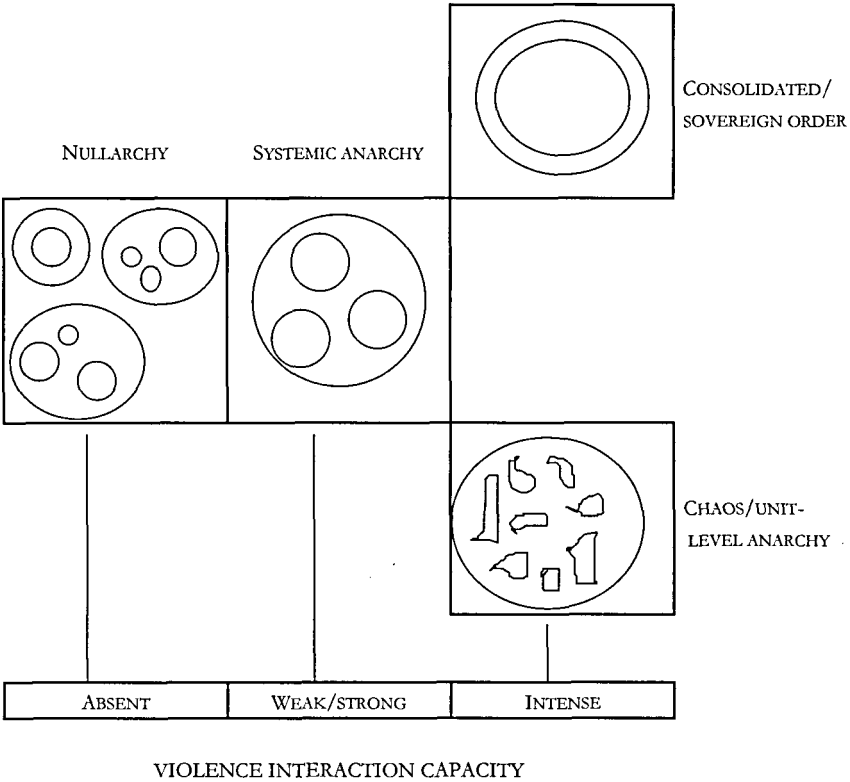 CONSOLIDATED/
SOVEREIGN ORDER
NULLARCHY
SYSTEMIC ANARCHY
CHAOS/UNIT-
LEVEL ANARCHY
ABSENT
WEAK/STRONG
INTENSE
VIOLENCE INTERACTION CAPACITY